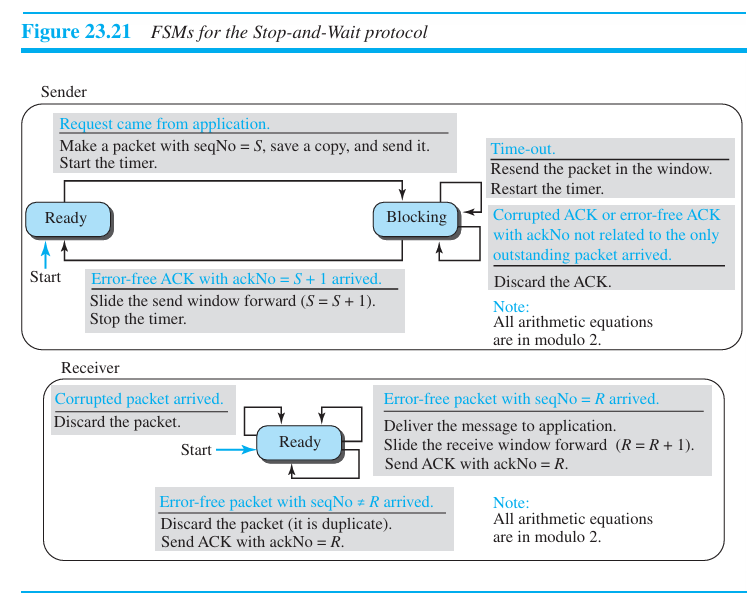 Figure 23.21 FSMs for the Stop-and-Wait protocol
Sender
Request came from application.
Make a packet with seqNo = S, save a copy, and send it.
Start the timer.
Time-out.
Resend the packet in the window.
Restart the timer.
Ready
Blocking
Corrupted ACK or error-free ACK
with ackNo not related to the only
outstanding packet arrived.
Discard the ACK.
Start
Error-free ACK with ackNo = S + 1 arrived.
Slide the send window forward (S = S + 1).
Stop the timer.
Note:
All arithmetic equations
are in modulo 2.
Receiver
Corrupted packet arrived.
Discard the packet.
Error-free packet with seqNo = R arrived.
Deliver the message to application.
Slide the receive window forward (R = R + 1).
Send ACK with ackNo = R.
Start
Ready
Error-free packet with seqNo ≠ R arrived.
Discard the packet (it is duplicate).
Send ACK with ackNo = R.
Note:
All arithmetic equations
are in modulo 2.